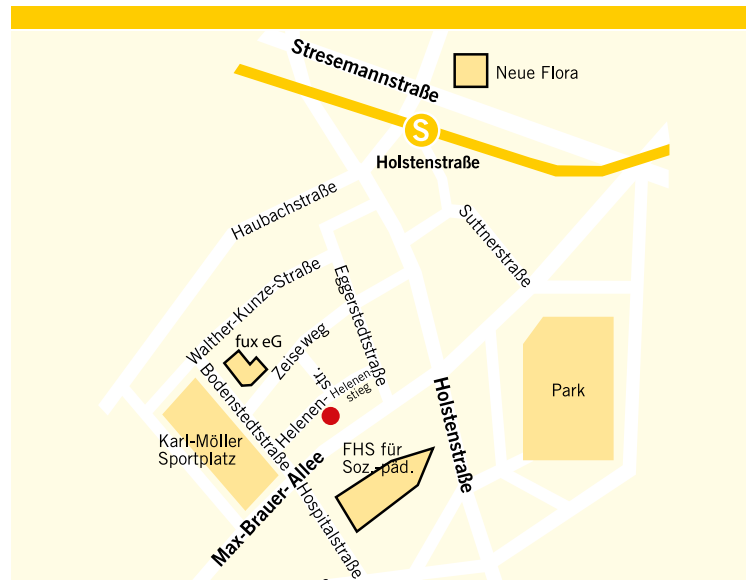 Stresemannstraße
Neue Flora
S
Holstenstraße
Haubachstraße
Suttnerstraße
Walther-Kunze-Straße
Eggerstedtstraße
fux eG
Zeiseweg
Bodenstedtstraße
Helenen-
str.
Helenen-
stieg
Holstenstraße
Park
Karl-Möller
Sportplatz
FHS für
Soz.-päd.
Max-Brauer-Allee
Hospitalstraße